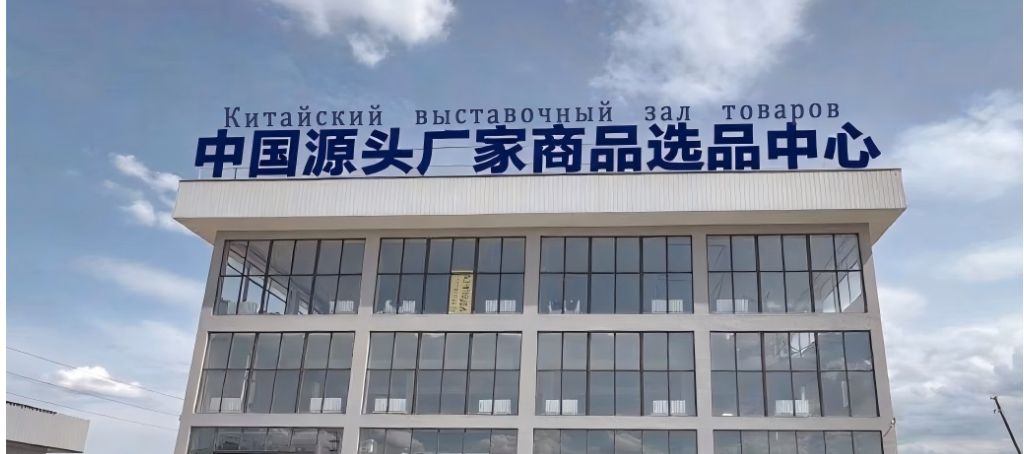 Китайский выставочный зал товаров
中国源头厂家商品选品中心